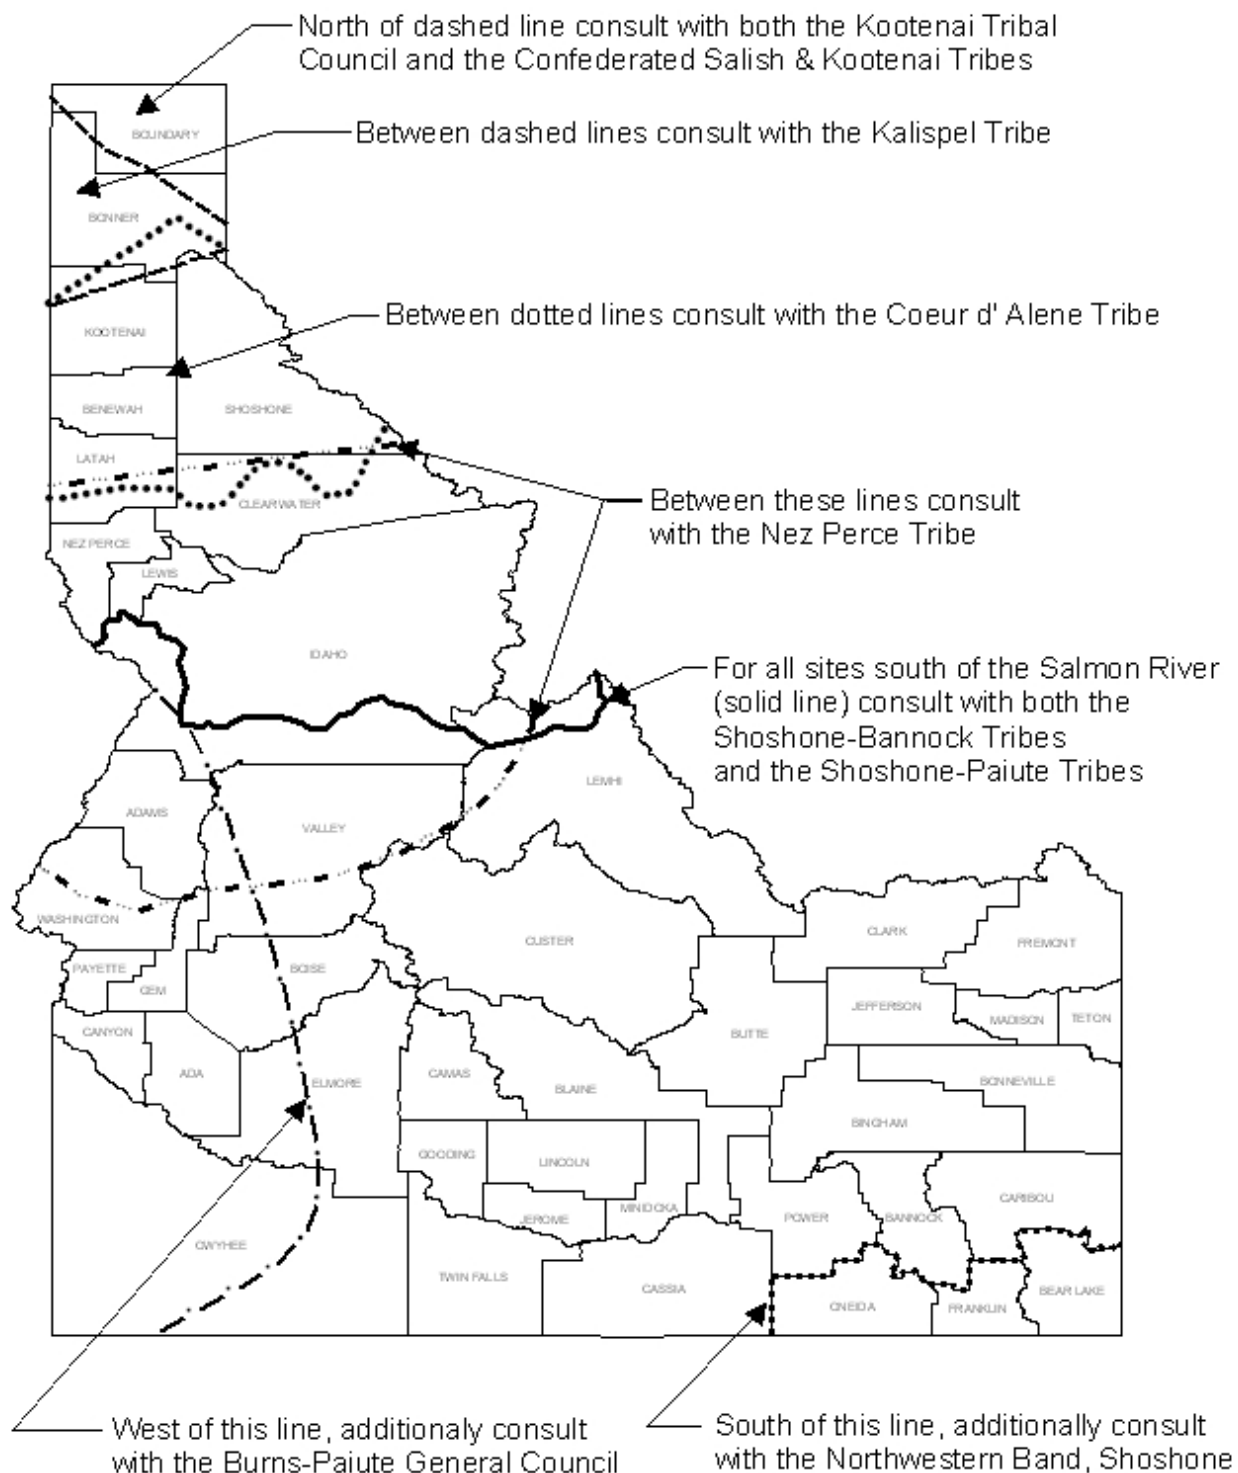 North of dashed line consult with both the Kootenai Tribal
Council and the Confederated Salish & Kootenai Tribes
BOUNDARY
Between dashed lines consult with the Kalispel Tribe
BONNER
Between dotted lines consult with the Coeur d' Alene Tribe
KOOTENAI
BENEWAH
SHOSHONE
LATAH
CLEARWATER
Between these lines consult
with the Nez Perce Tribe
NEZ PERCE
LEWIS
IDAHO
For all sites south of the Salmon River
(solid line) consult with both the
Shoshone-Bannock Tribes
and the Shoshone-Paiute Tribes
LEMHI
ADAMS
VALLEY
WASHINGTON
CUSTER
CLARK
FREMONT
PAYETTE
BOISE
GEM
JEFFERSON
MADISON
TETON
CANYON
BUTTE
ADA
ELMORE
CAMAS
BLAINE
BONNEVILLE
BINGHAM
GOODING
LINCOLN
CARIBOU
JEROME
MINIDOKA
POWER
BANNOCK
OWYHEE
TWIN FALLS
CASSIA
ONEIDA
FRANKLIN
BEAR LAKE
West of this line, additionaly consult
with the Burns-Paiute General Council
South of this line, additionally consult
with the Northwestern Band, Shoshone